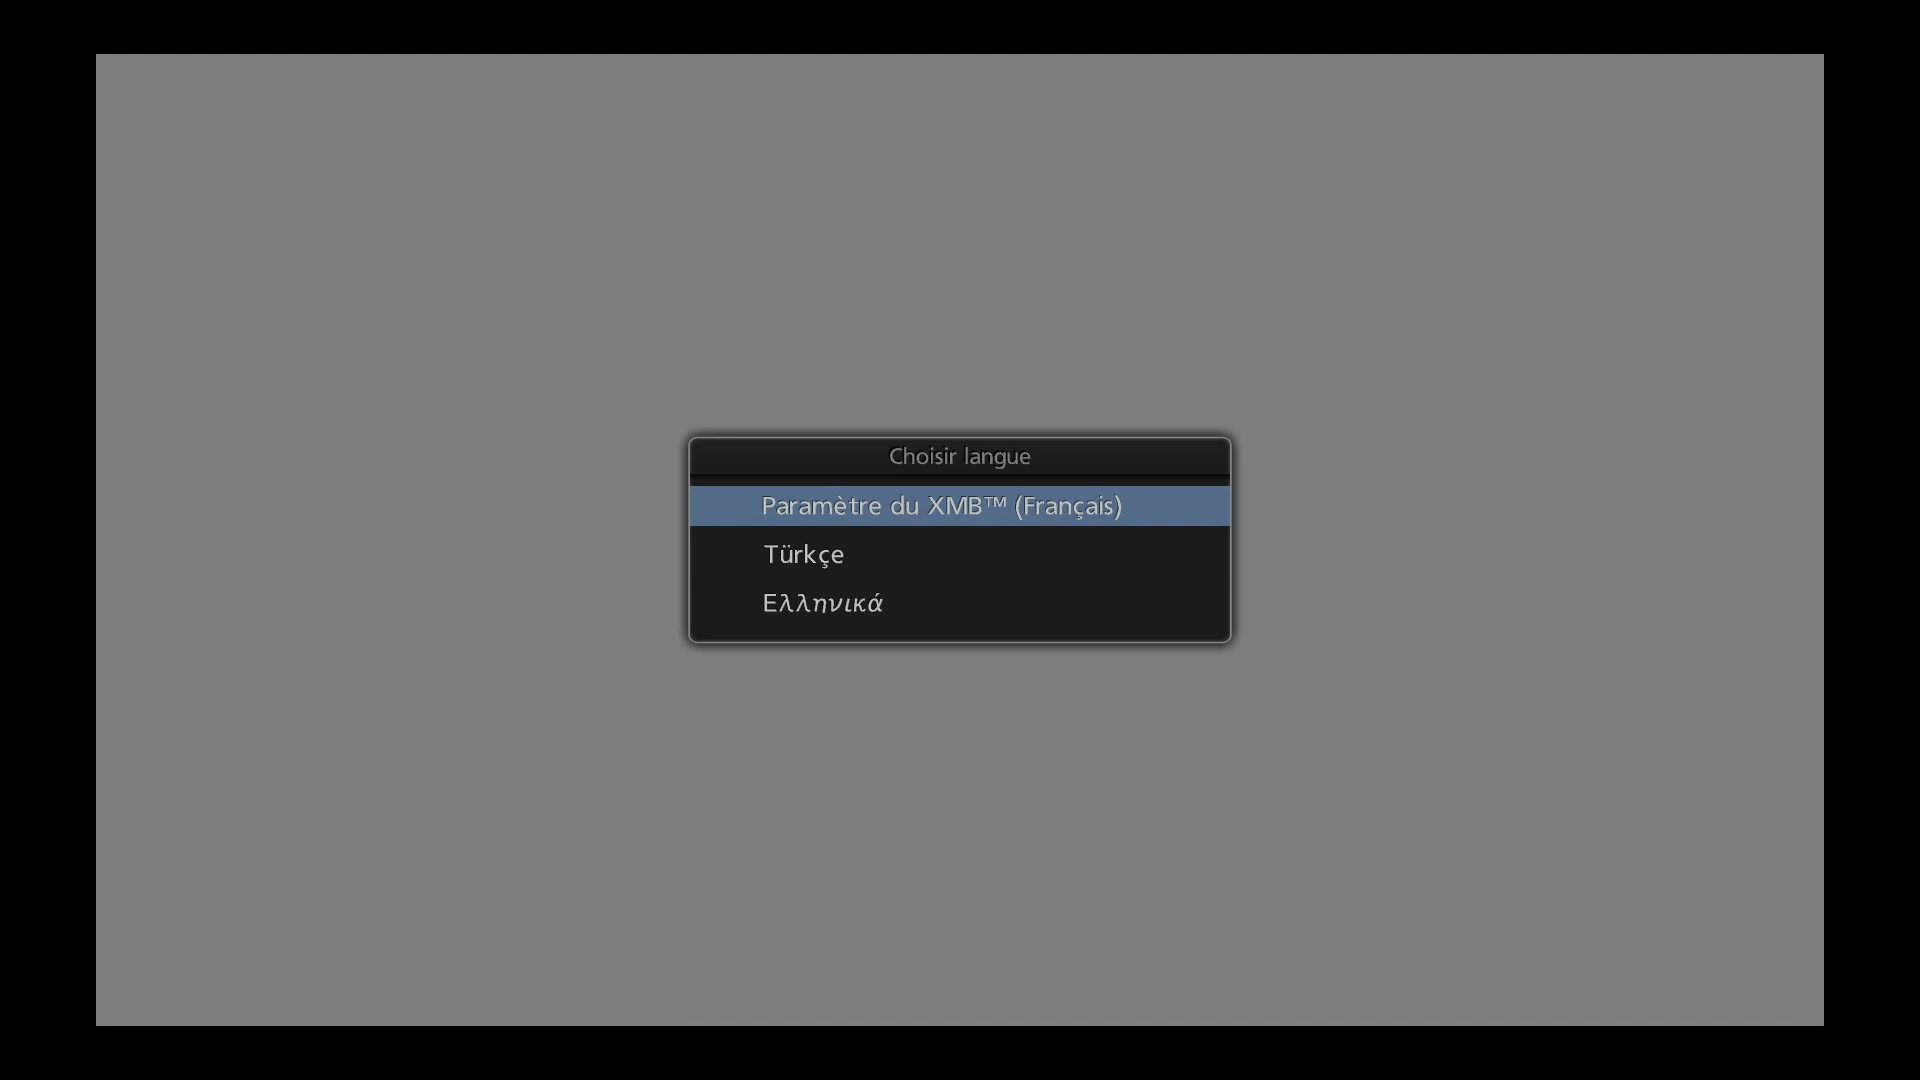 Choisir langue
Paramètre du XMB™ (Français)
Türkçe
Ελληνικά